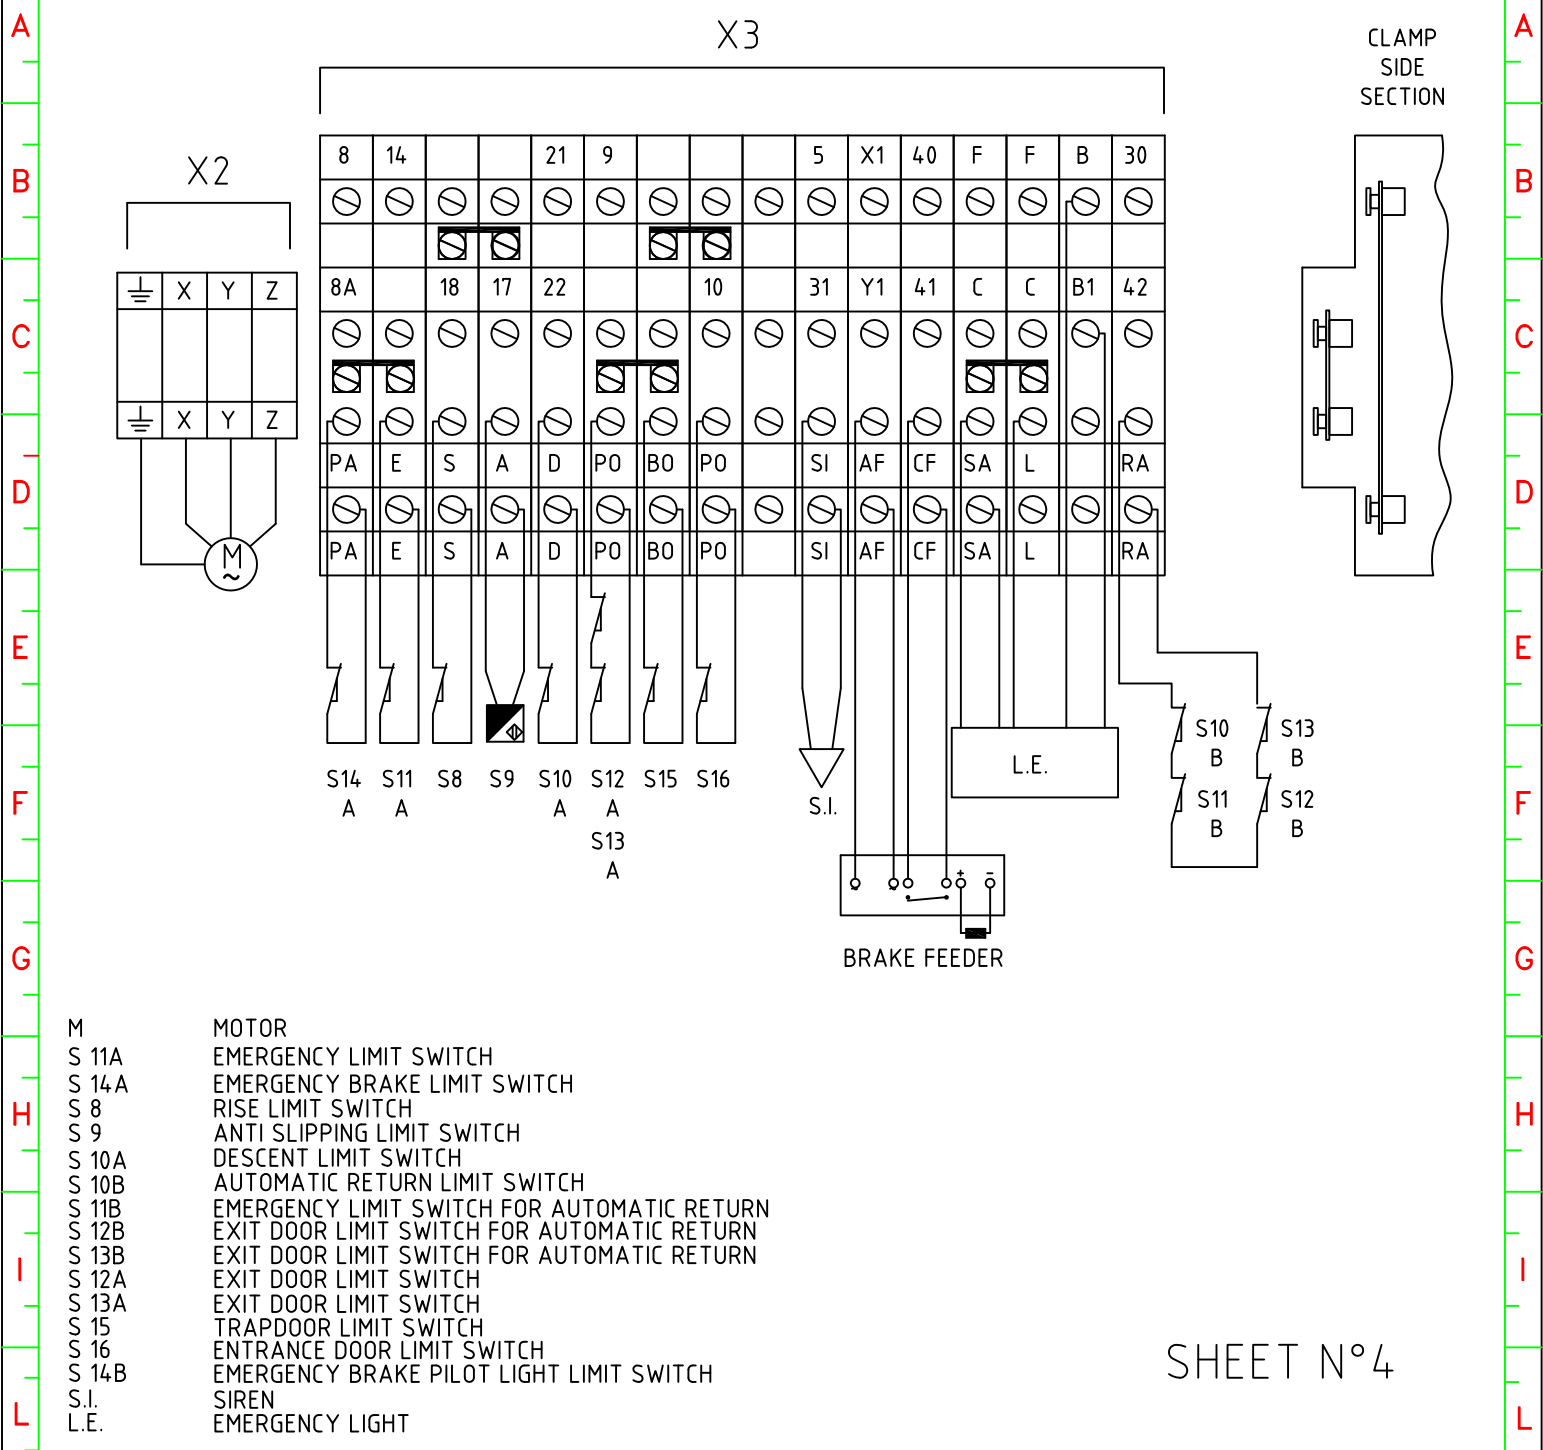 A A
X3
CLAMP
SIDE
SECTION
B B
X2
8 14 21 9 5 X1 40 F F B 30
X Y Z
8A 18 17 22 10 31 Y1 41 C C B1 42
C C
X Y Z
PA E S A D PO BO PO SI AF CF SA L RA
D D
PA E S A D PO BO PO SI AF CF SA L RA
M
~
E E
S10
B
S13
B
L.E.
S14
A
S11
A
S8
S9
S10
A
S12
A
S13
A
S15
S16
S.I.
S11
B
S12
B
F F
+ -
BRAKE FEEDER
G G
M MOTOR
S 11A EMERGENCY LIMIT SWITCH
S 14A EMERGENCY BRAKE LIMIT SWITCH
S 8 RISE LIMIT SWITCH
S 9 ANTI SLIPPING LIMIT SWITCH
S 10A DESCENT LIMIT SWITCH
S 10B AUTOMATIC RETURN LIMIT SWITCH
S 11B EMERGENCY LIMIT SWITCH FOR AUTOMATIC RETURN
S 12B EXIT DOOR LIMIT SWITCH FOR AUTOMATIC RETURN
S 13B EXIT DOOR LIMIT SWITCH FOR AUTOMATIC RETURN
S 12A EXIT DOOR LIMIT SWITCH
S 13A EXIT DOOR LIMIT SWITCH
S 15 TRAPDOOR LIMIT SWITCH
S 16 ENTRANCE DOOR LIMIT SWITCH
S 14B EMERGENCY BRAKE PILOT LIGHT LIMIT SWITCH
S.I. SIREN
L.E. EMERGENCY LIGHT
H H
I I
SHEET N°4
L L